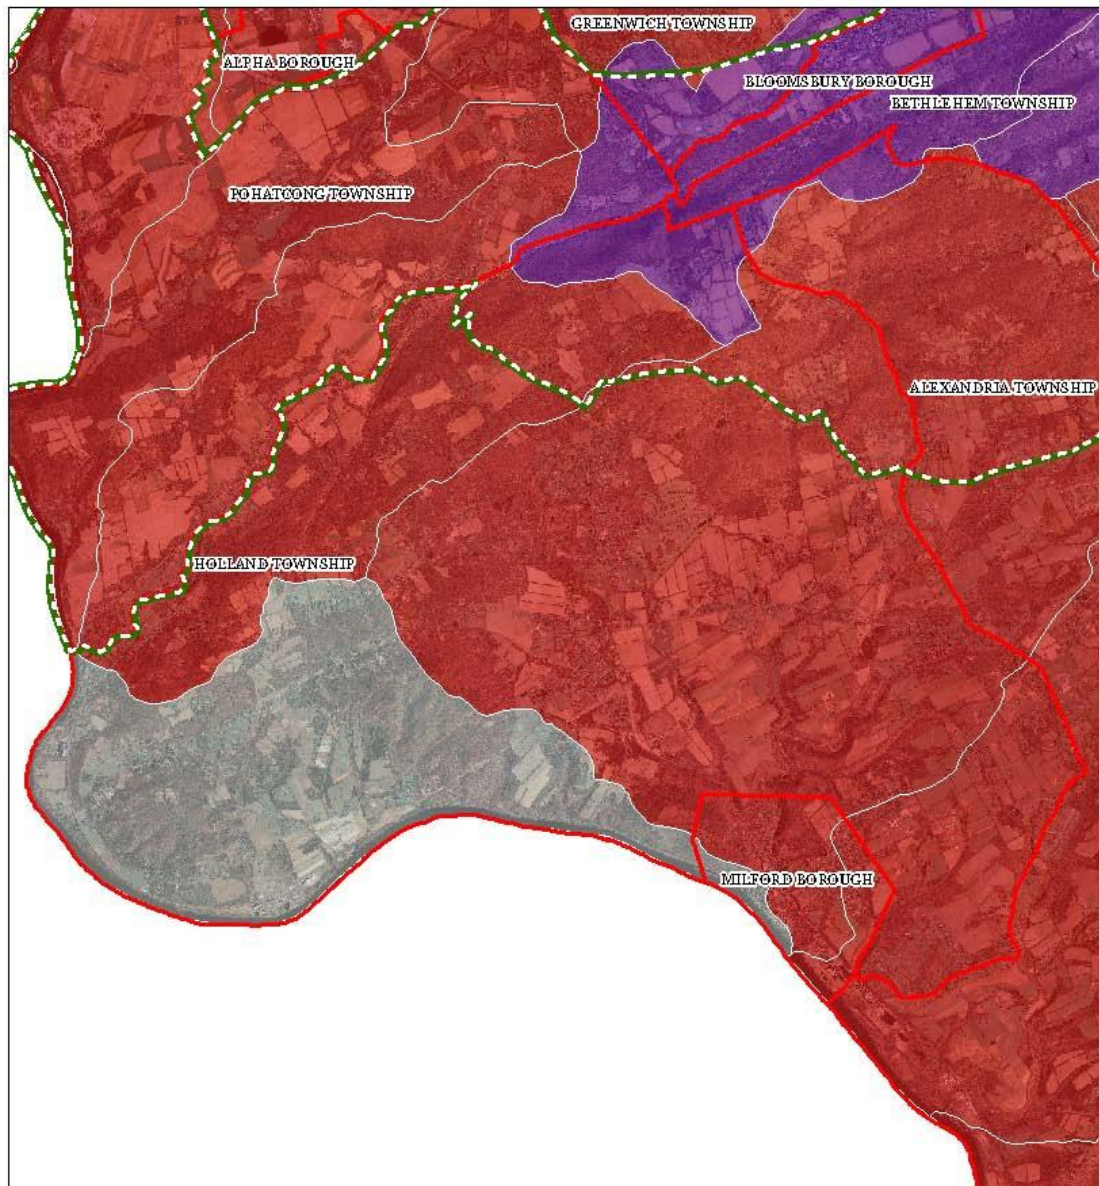 GREENWICH TOWNSHIP
ALPHA BOROUGH
BLOOMSBURY BOROUGH
BETHLEHEM TOWNSHIP
POHATCONG TOWNSHIP
ALEXANDRIA TOWNSHIP
HOLLAND TOWNSHIP
MILFORD BOROUGH